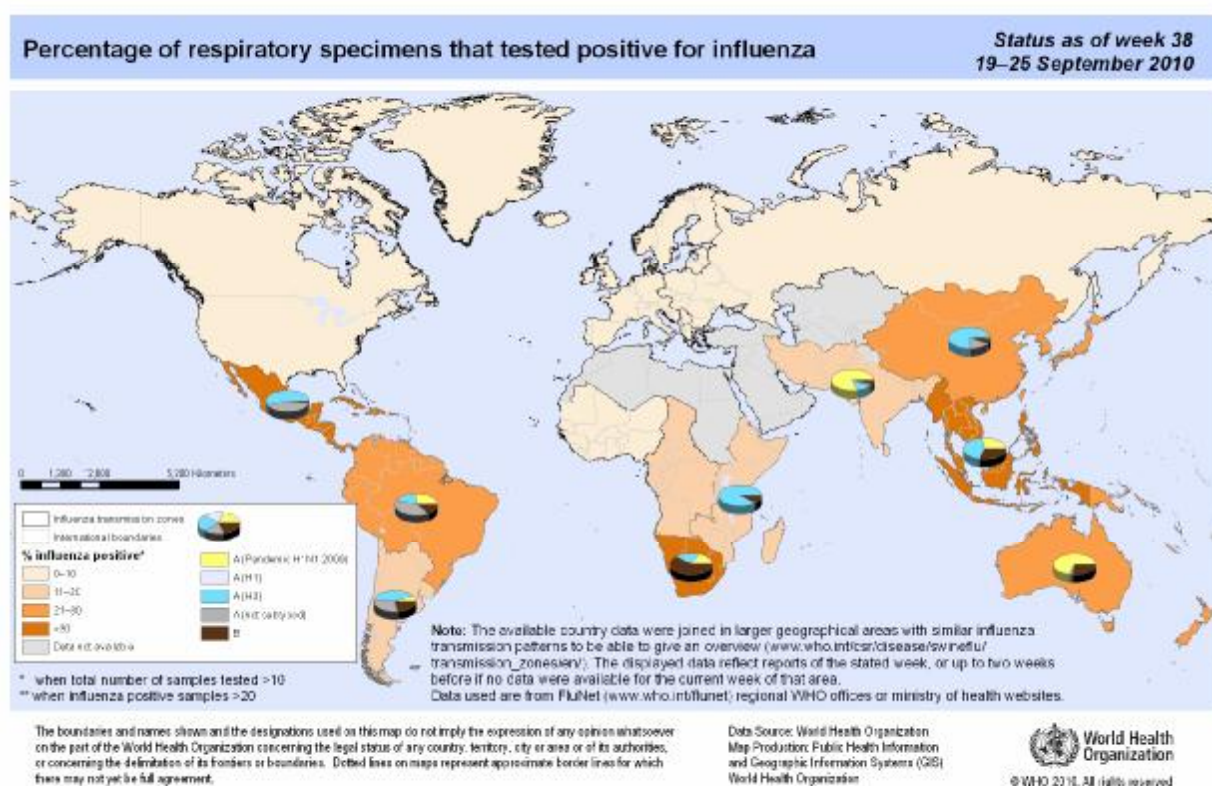 Percentage of respiratory specimens that tested positive for influenza
Status as of week 38
19–25 September 2010
0
5,200 Kilometers
Influenza transmission zones
International boundaries
% influenza positive*
0–10
11–20
Data not available
A (Pandemic H1N1 2009)
A (H1)
A (H3)
A (not subtyped)
B
* when total number of samples tested >10
** when influenza positive samples >20
Note: The available country data were joined in larger geographical areas with similar influenza
transmission patterns to be able to give an overview (www.who.int/csr/disease/swineflu/
transmission_zones/en/). The displayed data reflect reports of the stated week, or up to two weeks
before if no data were available for the current week of that area.
Data used are from FluNet (www.who.int/flunet) regional WHO offices or ministry of health websites.
The boundaries and names shown and the designations used on this map do not imply the expression of any opinion whatsoever
on the part of the World Health Organization concerning the legal status of any country, territory, city or area or of its authorities,
or concerning the delimitation of its frontiers or boundaries. Dotted lines on maps represent approximate border lines for which
there may not yet be full agreement.
Data Source: World Health Organization
Map Production: Public Health Information
and Geographic Information Systems (GIS)
World Health Organization
World Health
Organization
© WHO 2010. All rights reserved